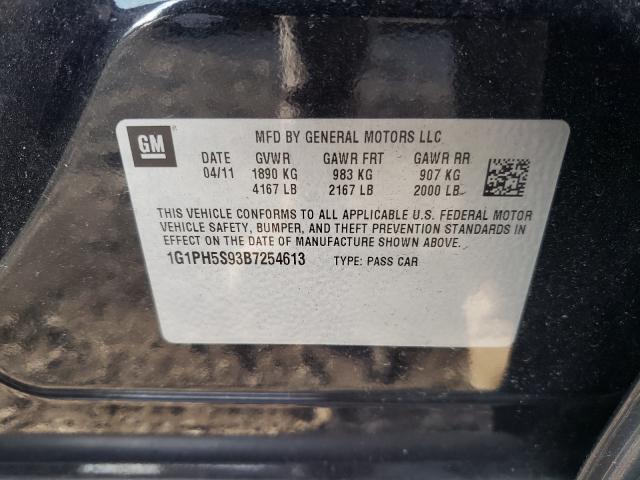 GM
MFD BY GENERAL MOTORS LLC
DATE GVWR GAWR FRT GAWR RR
04/11 1890 KG 983 KG 907 KG
4167 LB 2167 LB 2000 LB
THIS VEHICLE CONFORMS TO ALL APPLICABLE U.S. FEDERAL MOTOR
VEHICLE SAFETY, BUMPER, AND THEFT PREVENTION STANDARDS IN
EFFECT ON THE DATE OF MANUFACTURE SHOWN ABOVE.
1G1PH5S93B7254613 TYPE: PASS CAR